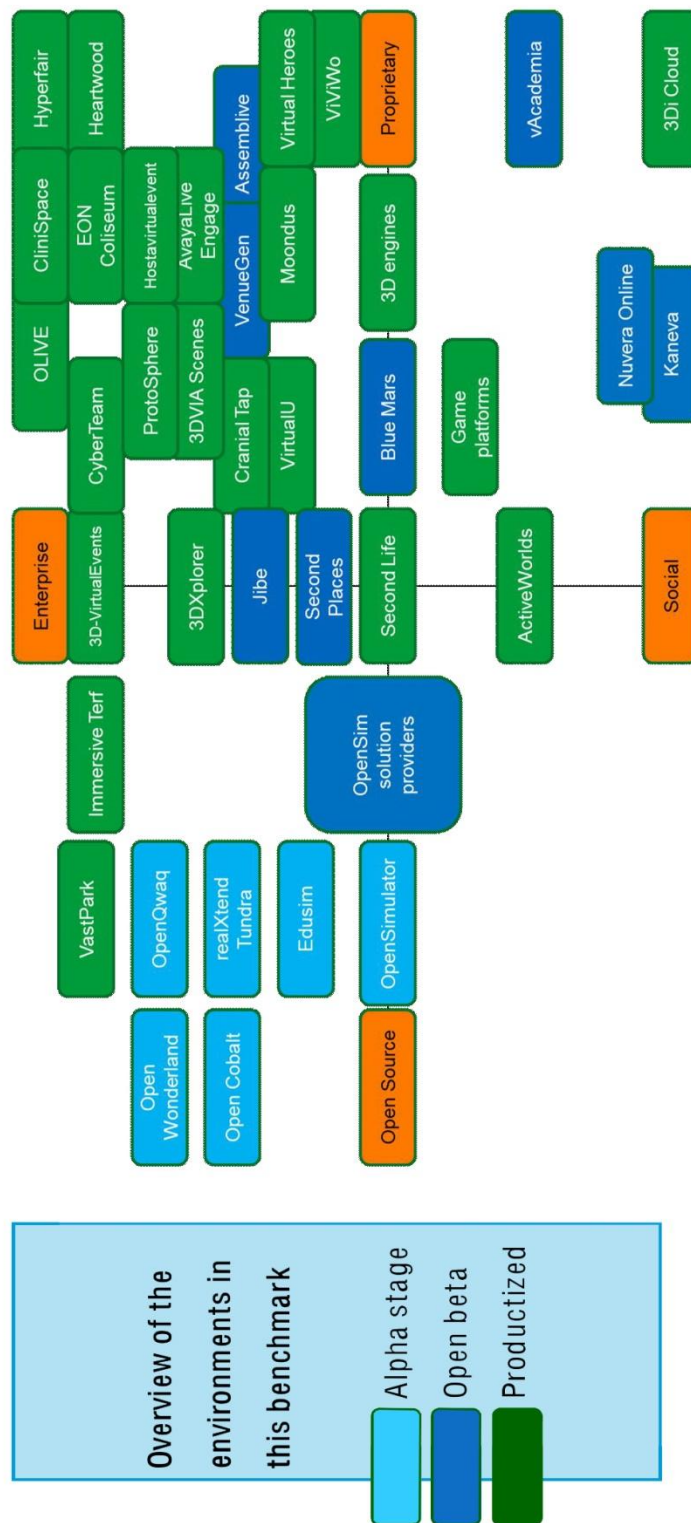 Overview of the
environments in
this benchmark
Alpha stage
Open beta
Productized
Enterprise
OLIVE
CliniSpace
Hyperfair
VastPark
Immersive Terf
3D-VirtualEvents
CyberTeam
EON
Coliseum
Heartwood
Open
Wonderland
OpenQwaq
ProtoSphere
Hostavirtualevent
realXtend
Tundra
Open Cobalt
3DXplorer
3DVIA Scenes
AvayaLive
Engage
Jibe
Cranial Tap
VenueGen
Assemblive
Edusim
Second
Places
VirtualU
Moondus
Virtual Heroes
ViViWo
Open Source
OpenSimulator
OpenSim
solution
providers
Second Life
Blue Mars
3D engines
Proprietary
Game
platforms
ActiveWorlds
vAcademia
Nuvera Online
Social
Kaneva
3Di Cloud